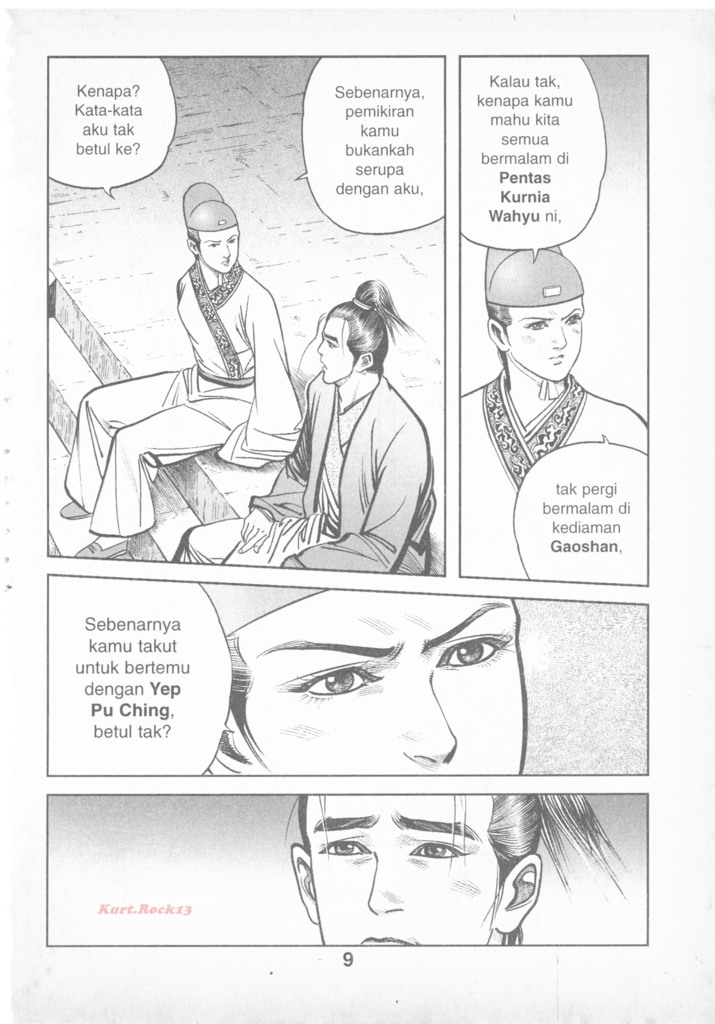 Kenapa?
Kata-kata
aku tak
betul ke?
Sebenarnya,
pemikiran
kamu
bukankah
serupa
dengan aku,
Kalau tak,
kenapa kamu
mahu kita
semua
bermalam di
Pentas
Kurnia
Wahyu ni,
tak pergi
bermalam di
kediaman
Gaoshan,
Sebenarnya
kamu takut
untuk bertemu
dengan Yep
Pu Ching,
betul tak?
Kurt.Rock13
9